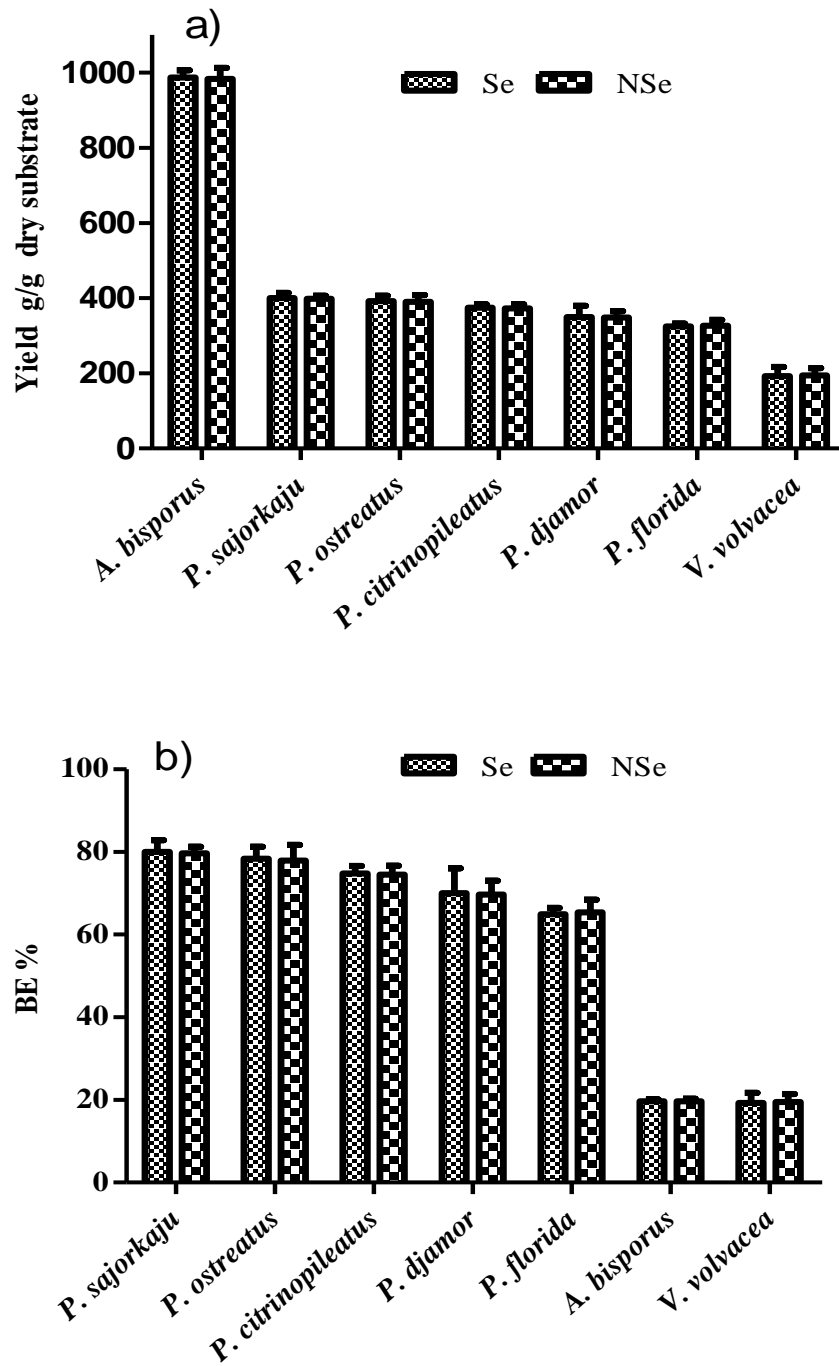 a)
Se NSe
1000
800
600
400
200
0
Yield g/g dry substrate
A. bisporus
P. sajorkaju
P. ostreatus
P. citrinopileatus
P. djamor
P. florida
V. volvacea
b)
Se NSe
100
80
60
40
20
0
BE %
P. sajorkaju
P. ostreatus
P. citrinopileatus
P. djamor
P. florida
A. bisporus
V. volvacea